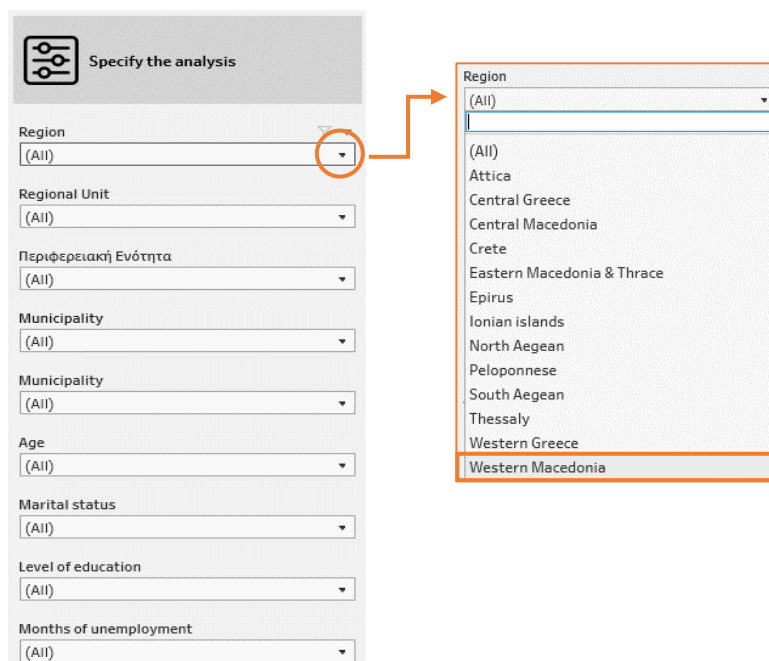 Specify the analysis
Region
(All)
Regional Unit
(All)
Περιφερειακή Ενότητα
(All)
Municipality
(All)
Municipality
(All)
Age
(All)
Marital status
(All)
Level of education
(All)
Months of unemployment
(All)
Region
(All)
(All)
Attica
Central Greece
Central Macedonia
Crete
Eastern Macedonia & Thrace
Epirus
Ionian islands
North Aegean
Peloponnese
South Aegean
Thessaly
Western Greece
Western Macedonia